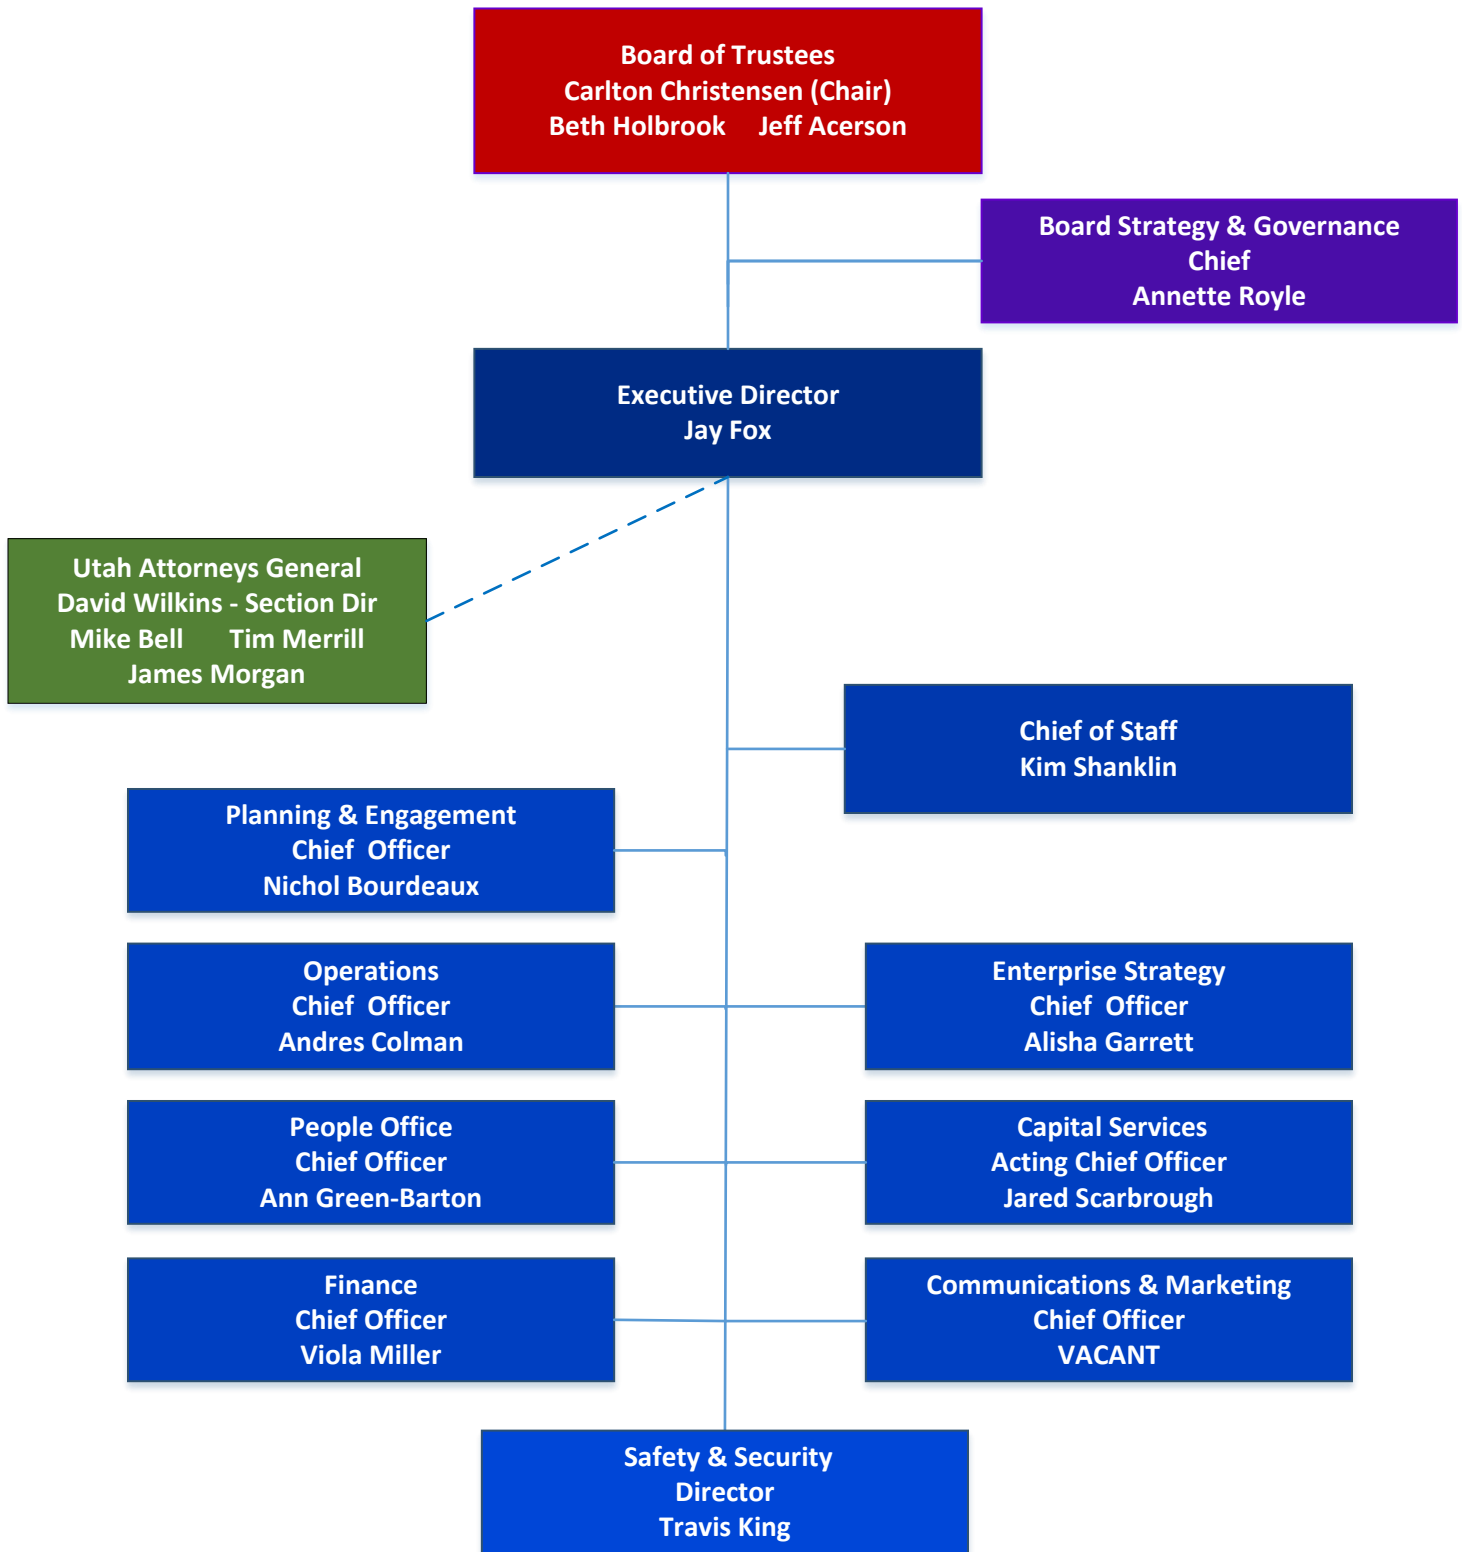 Board of Trustees
Carlton Christensen (Chair)
Beth Holbrook Jeff Acerson
Board Strategy & Governance
Chief
Annette Royle
Executive Director
Jay Fox
Utah Attorneys General
David Wilkins - Section Dir
Mike Bell Tim Merrill
James Morgan
Chief of Staff
Kim Shanklin
Planning & Engagement
Chief Officer
Nichol Bourdeaux
Operations
Chief Officer
Andres Colman
Enterprise Strategy
Chief Officer
Alisha Garrett
People Office
Chief Officer
Ann Green-Barton
Capital Services
Acting Chief Officer
Jared Scarbrough
Finance
Chief Officer
Viola Miller
Communications & Marketing
Chief Officer
VACANT
Safety & Security
Director
Travis King